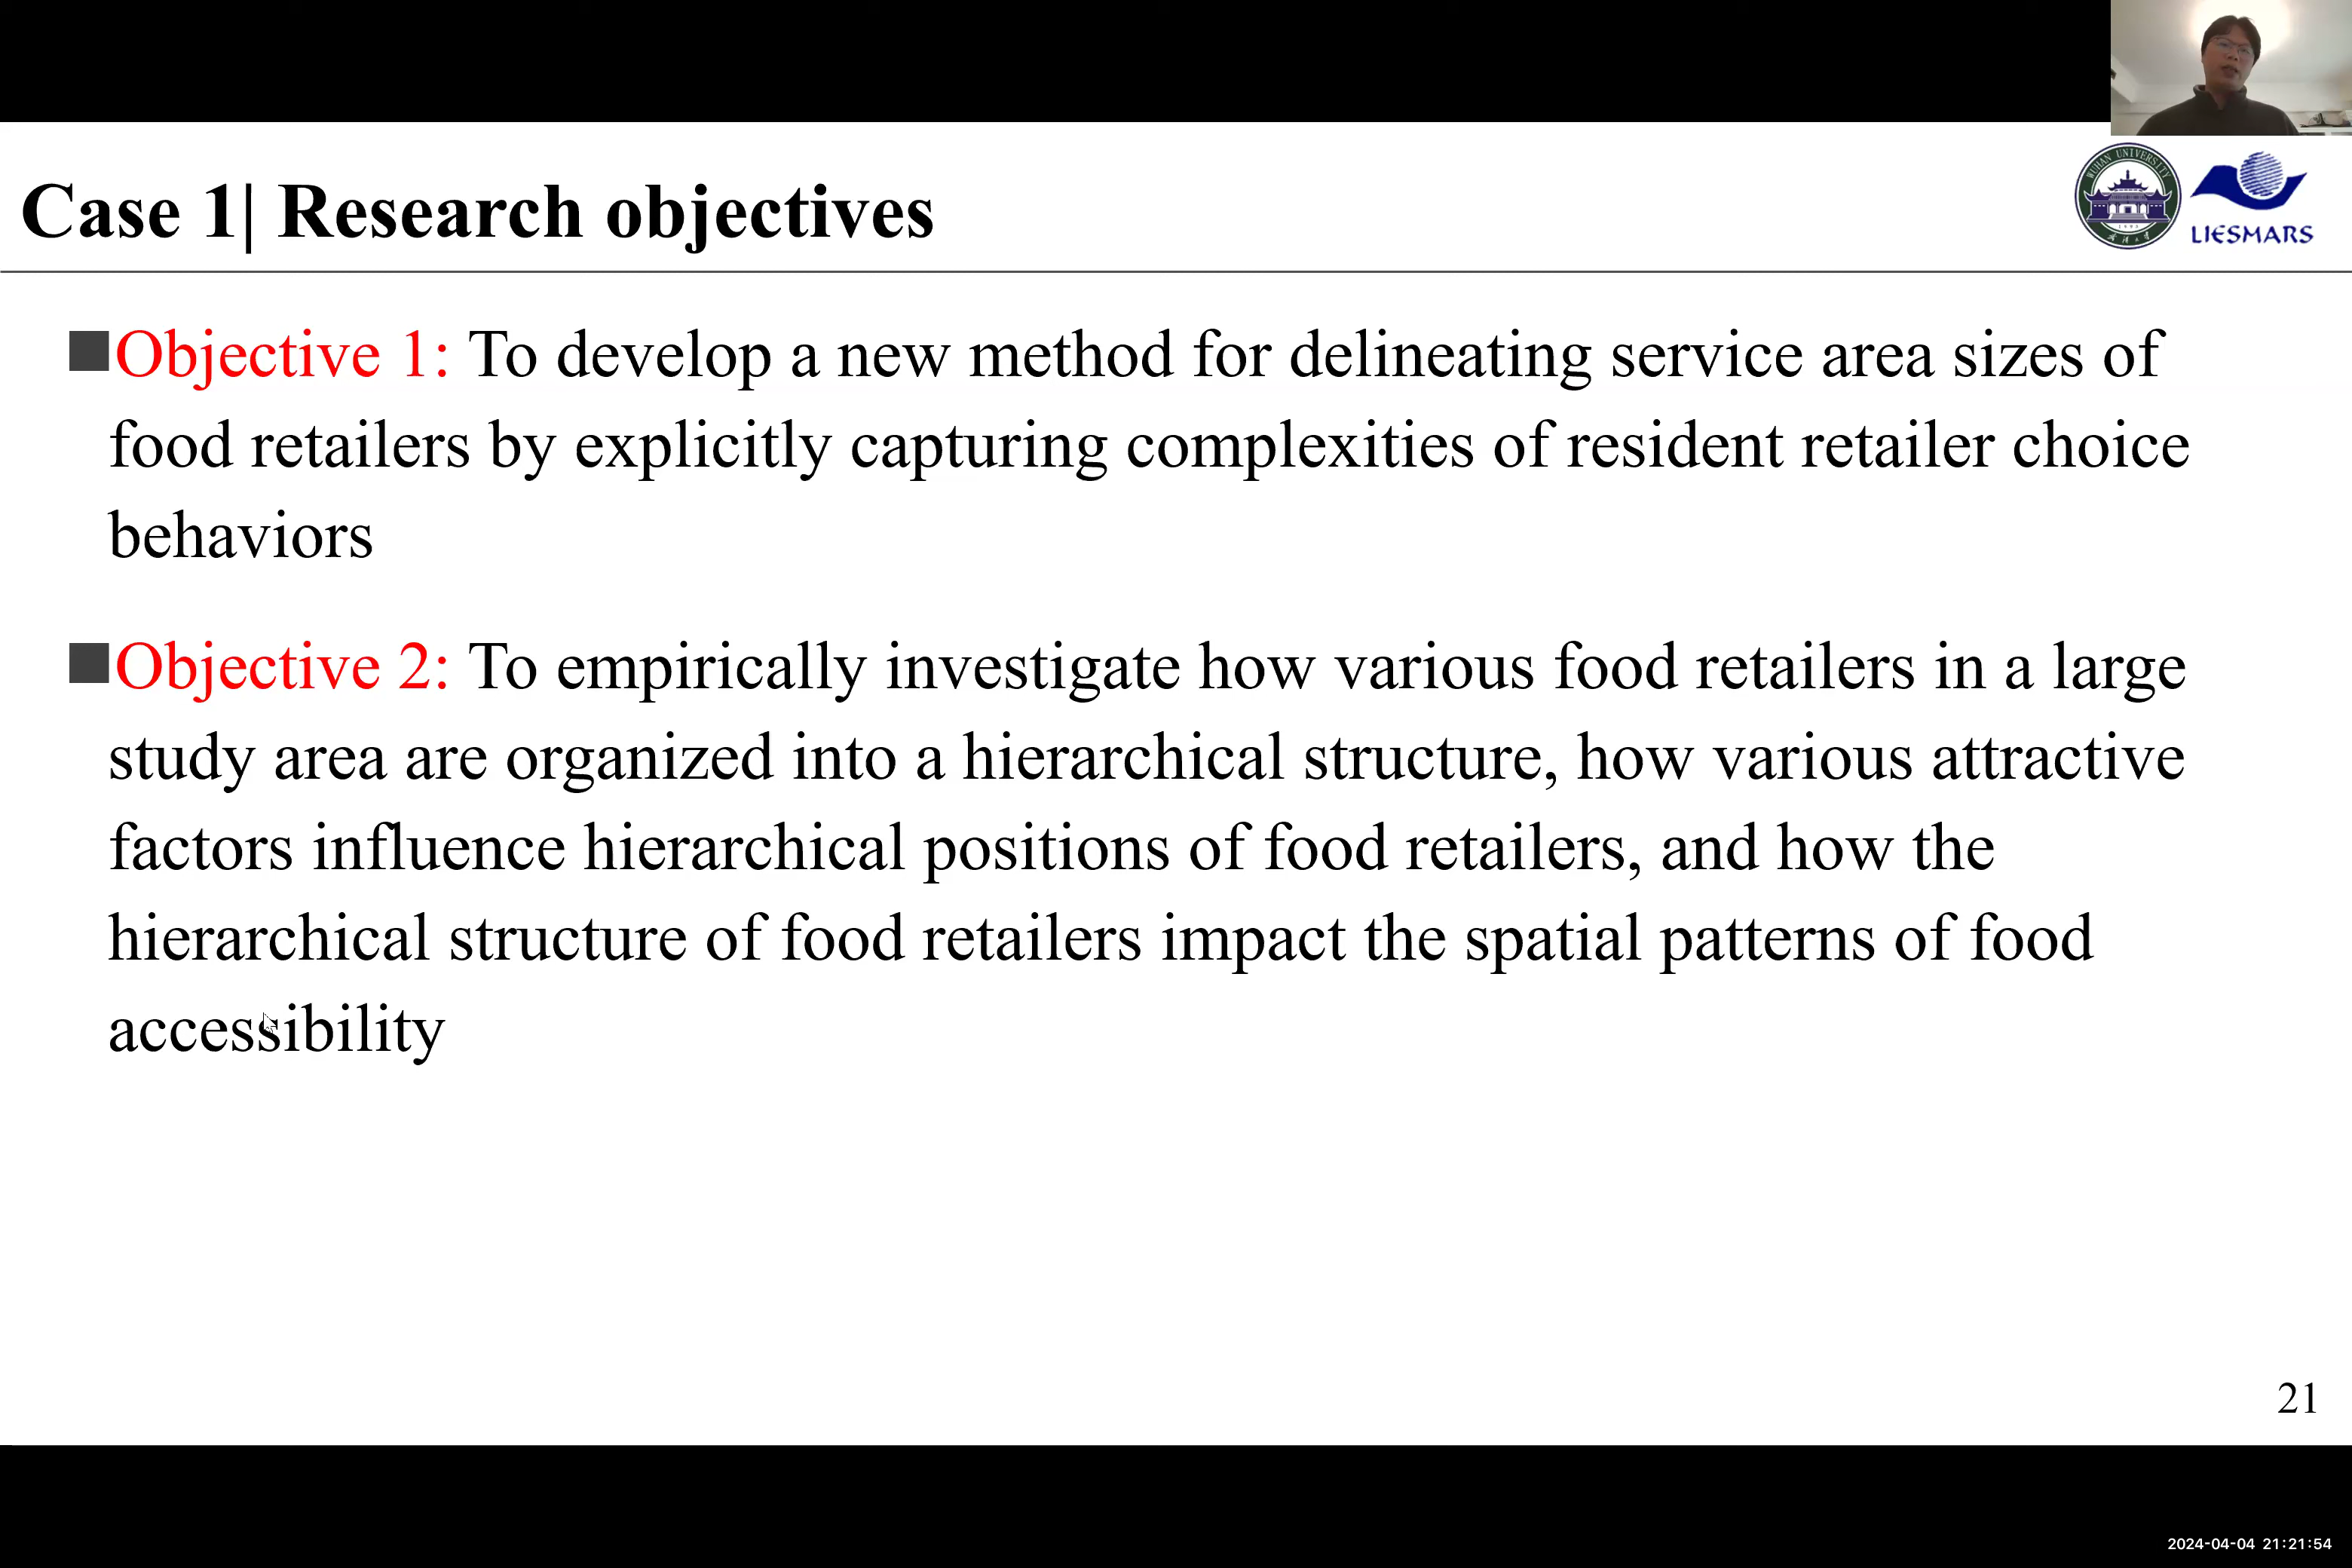 Case 1| Research objectives
WUHAN UNIVERSITY
LIESMARS
Objective 1: To develop a new method for delineating service area sizes of
food retailers by explicitly capturing complexities of resident retailer choice
behaviors
Objective 2: To empirically investigate how various food retailers in a large
study area are organized into a hierarchical structure, how various attractive
factors influence hierarchical positions of food retailers, and how the
hierarchical structure of food retailers impact the spatial patterns of food
accessibility
21
2024-04-04 21:21:54